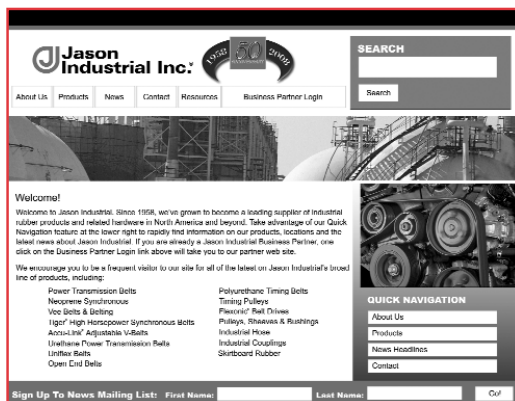 Jason
Industrial Inc.®
1958 50 2008
SEARCH
Search
About Us Products News Contact Resources Business Partner Login
Welcome!
Welcome to Jason Industrial. Since 1958, we've grown to become a leading supplier of industrial
rubber products and related hardware in North America and beyond. Take advantage of our Quick
Navigation feature at the lower right to rapidly find information on our products, locations and the
latest news about Jason Industrial. If you are already a Jason Industrial Business Partner, one
click on the Business Partner Login link above will take you to our partner web site.
We encourage you to be a frequent visitor to our site for all of the latest on Jason Industrial's broad
line of products, including:
Power Transmission Belts
Neoprene Synchronous
Vee Belts & Belting
Tiger® High Horsepower Synchronous Belts
Accu-Link® Adjustable V-Belts
Urethane Power Transmission Belts
Uniflex Belts
Open End Belts
Polyurethane Timing Belts
Timing Pulleys
Flexonic® Belt Drives
Pulleys, Sheaves & Bushings
Industrial Hose
Industrial Couplings
Skirtboard Rubber
QUICK NAVIGATION
About Us
Products
News Headlines
Contact
Sign Up To News Mailing List: First Name: Last Name: Go!